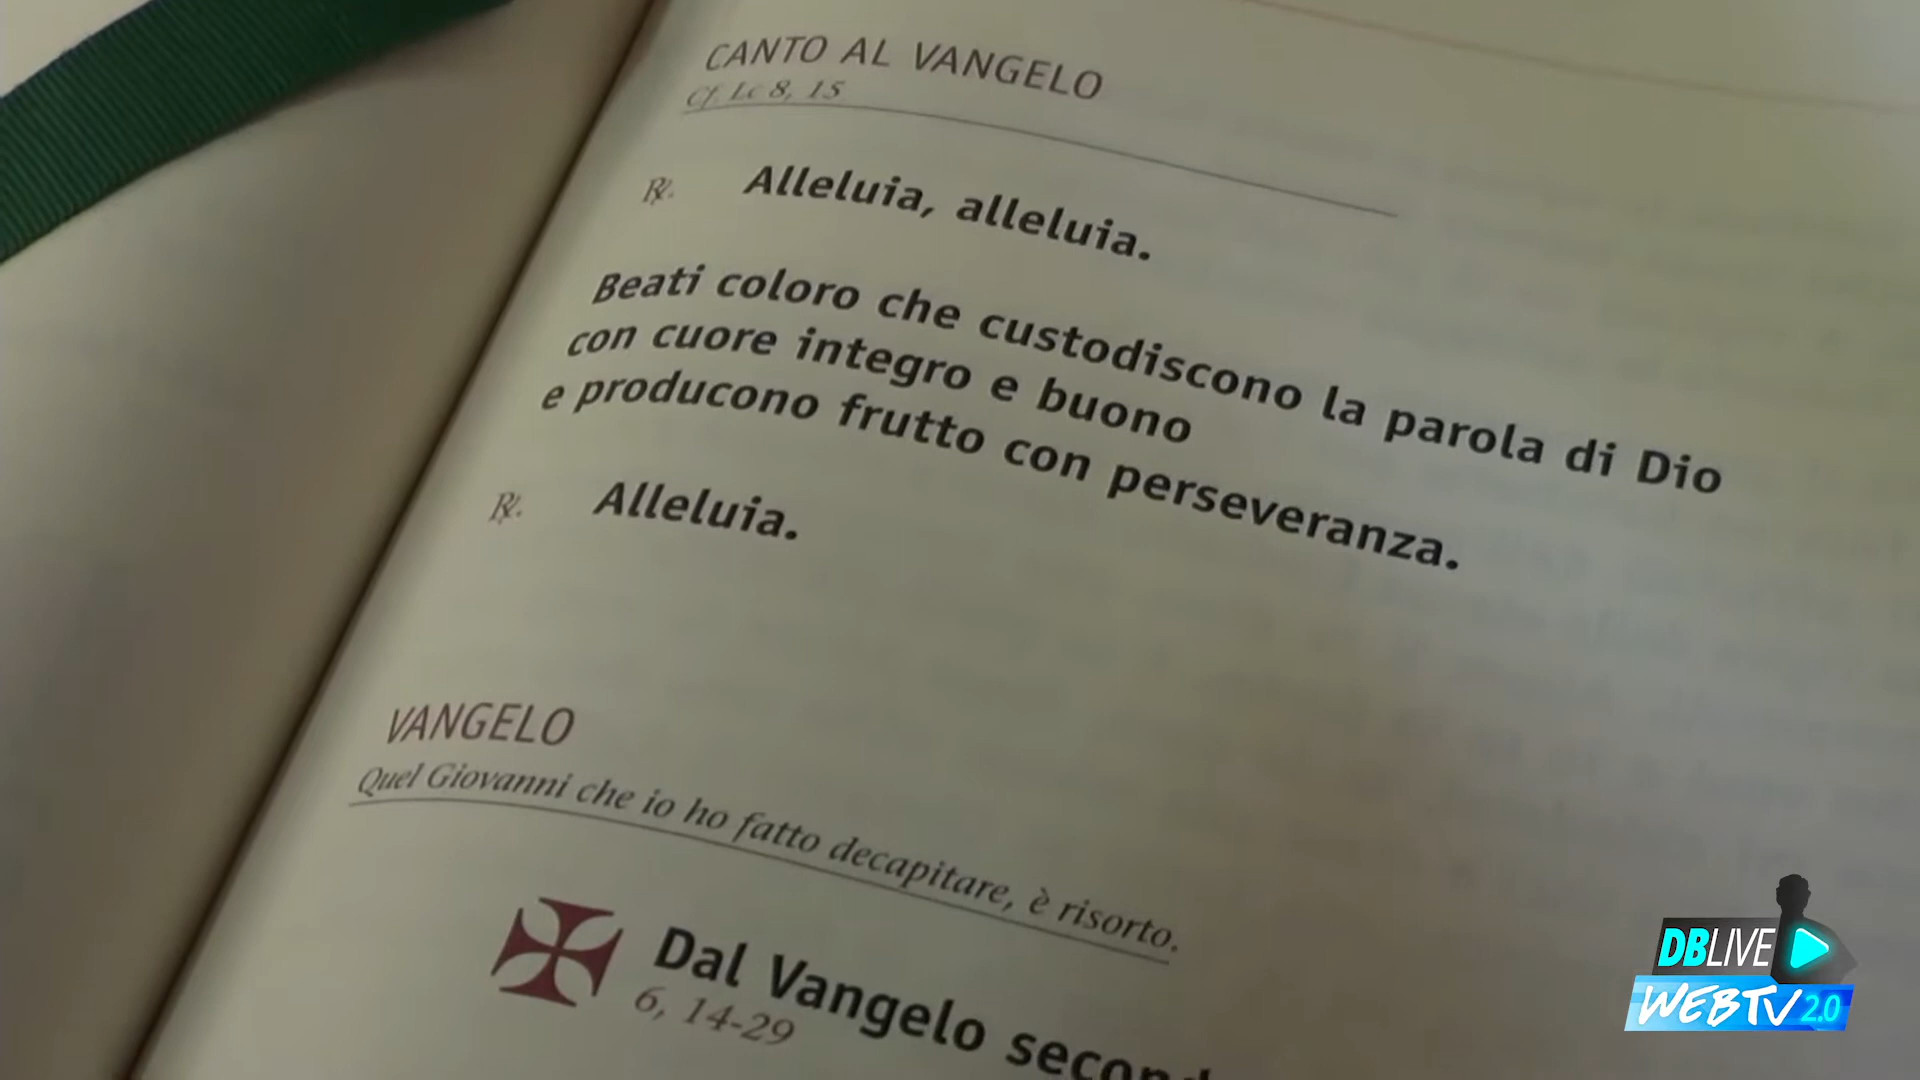 CANTO AL VANGELO
Cf. Lc 8, 15
℟. Alleluia, alleluia.
Beati coloro che custodiscono la parola di Dio
con cuore integro e buono
e producono frutto con perseveranza.
℟. Alleluia.
VANGELO
Quel Giovanni che io ho fatto decapitare, è risorto.
Dal Vangelo second
6, 14-29
DBLIVE
WEBTV 2.0